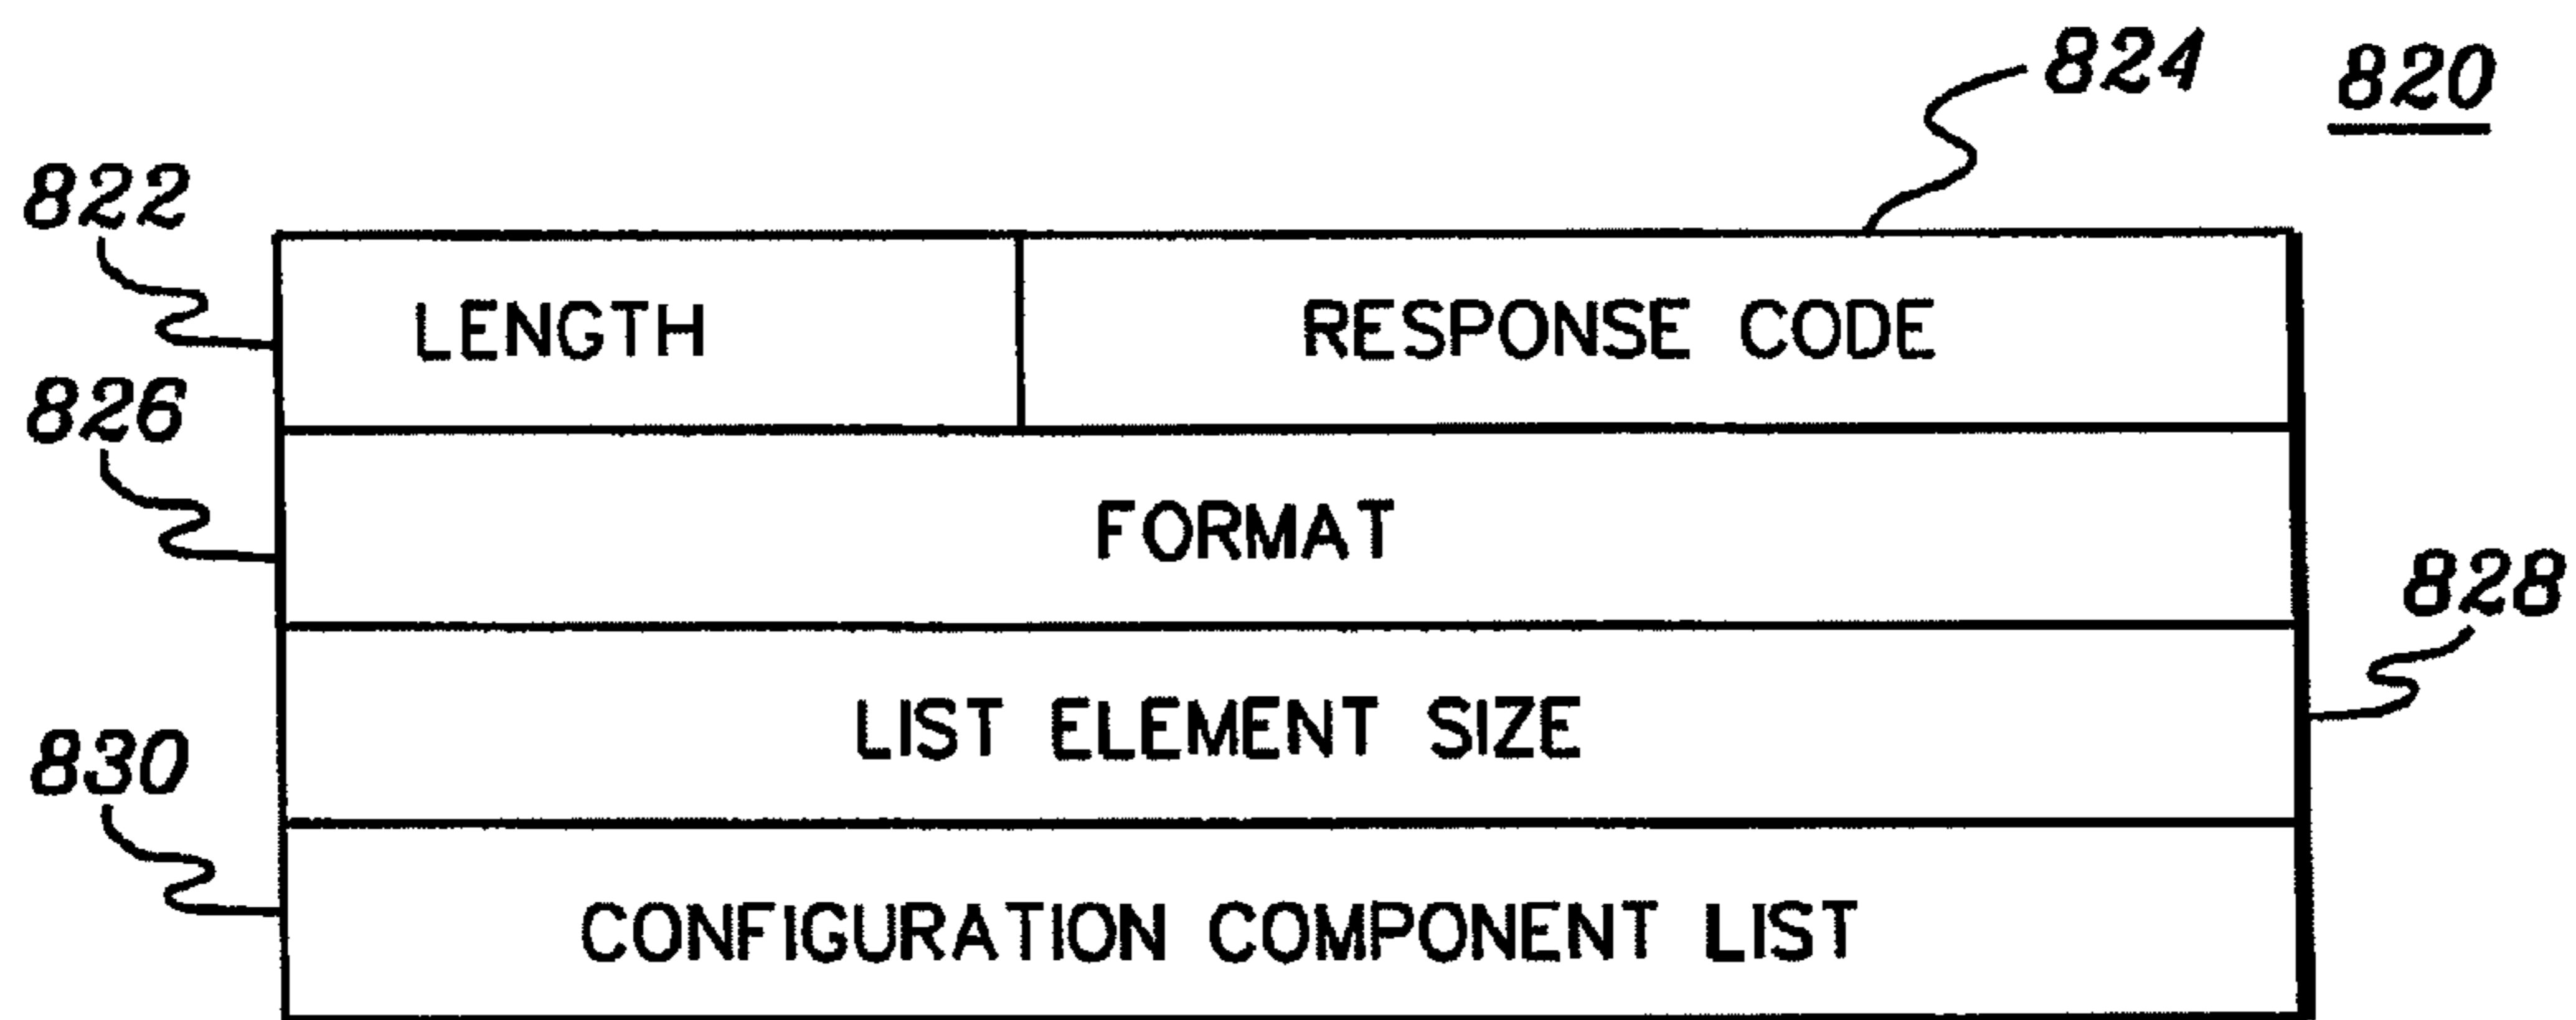 824 820
822
LENGTH RESPONSE CODE
826
FORMAT
828
LIST ELEMENT SIZE
830
CONFIGURATION COMPONENT LIST